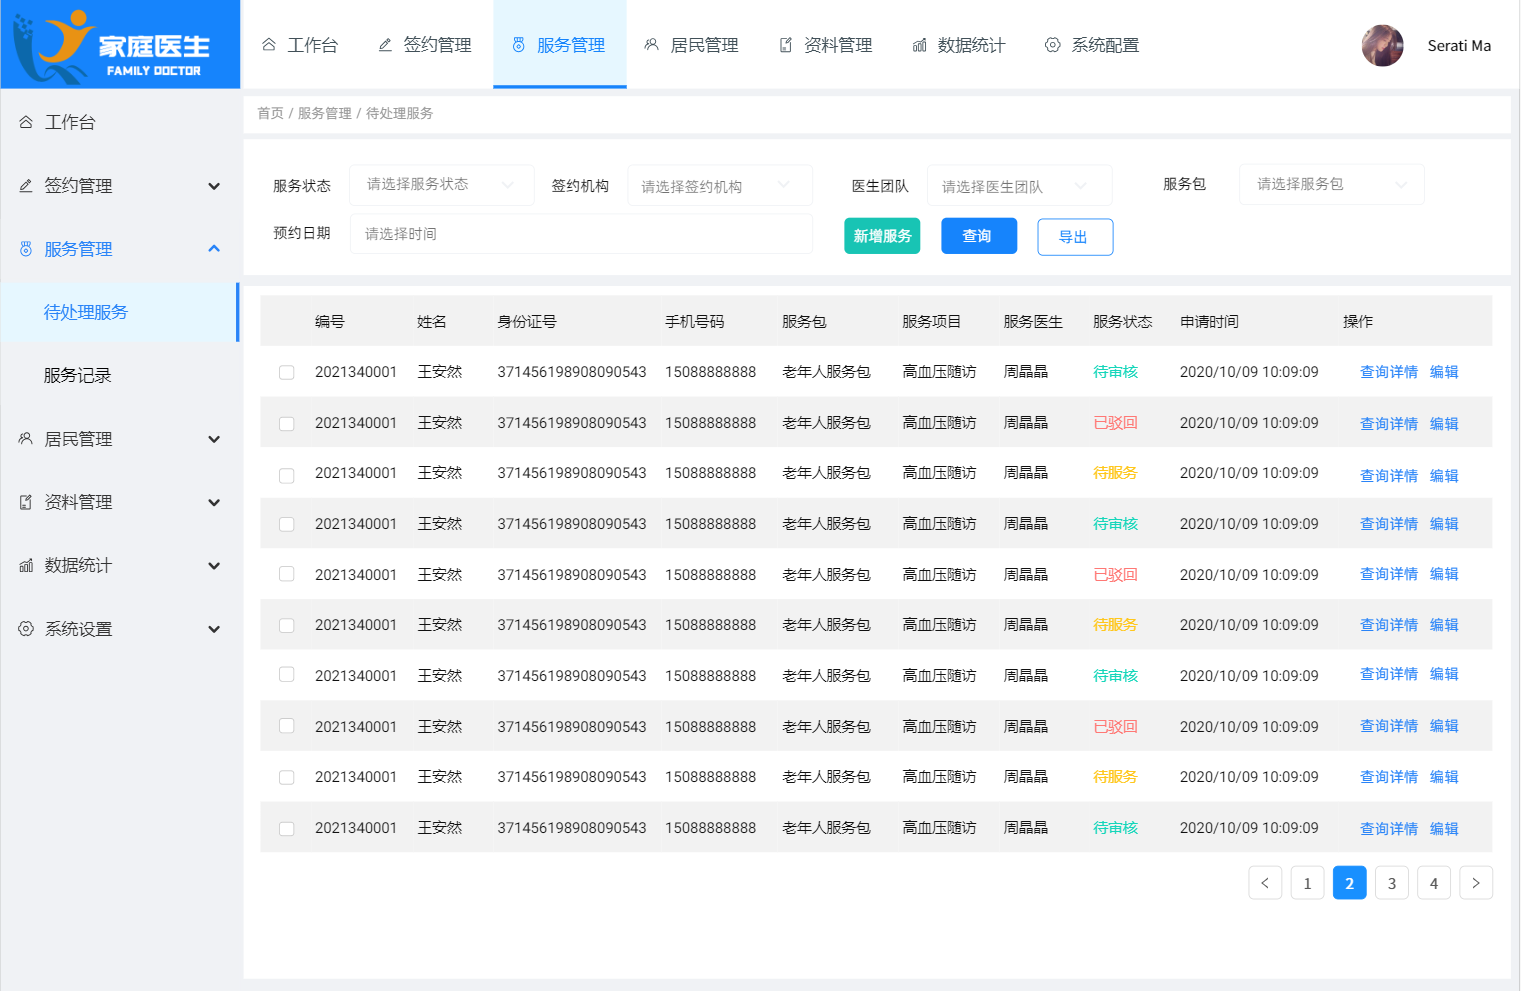 家庭医生
FAMILY DOCTOR
工作台 签约管理 服务管理 居民管理 资料管理 数据统计 系统配置 Serati Ma
工作台
签约管理
服务管理
待处理服务
服务记录
居民管理
资料管理
数据统计
系统设置
首页 / 服务管理 / 待处理服务
服务状态 请选择服务状态 签约机构 请选择签约机构 医生团队 请选择医生团队 服务包 请选择服务包
预约日期 请选择时间 新增服务 查询 导出
编号 姓名 身份证号 手机号码 服务包 服务项目 服务医生 服务状态 申请时间 操作
2021340001 王安然 371456198908090543 15088888888 老年人服务包 高血压随访 周晶晶 待审核 2020/10/09 10:09:09 查询详情 编辑
2021340001 王安然 371456198908090543 15088888888 老年人服务包 高血压随访 周晶晶 已驳回 2020/10/09 10:09:09 查询详情 编辑
2021340001 王安然 371456198908090543 15088888888 老年人服务包 高血压随访 周晶晶 待服务 2020/10/09 10:09:09 查询详情 编辑
2021340001 王安然 371456198908090543 15088888888 老年人服务包 高血压随访 周晶晶 待审核 2020/10/09 10:09:09 查询详情 编辑
2021340001 王安然 371456198908090543 15088888888 老年人服务包 高血压随访 周晶晶 已驳回 2020/10/09 10:09:09 查询详情 编辑
2021340001 王安然 371456198908090543 15088888888 老年人服务包 高血压随访 周晶晶 待服务 2020/10/09 10:09:09 查询详情 编辑
2021340001 王安然 371456198908090543 15088888888 老年人服务包 高血压随访 周晶晶 待审核 2020/10/09 10:09:09 查询详情 编辑
2021340001 王安然 371456198908090543 15088888888 老年人服务包 高血压随访 周晶晶 已驳回 2020/10/09 10:09:09 查询详情 编辑
2021340001 王安然 371456198908090543 15088888888 老年人服务包 高血压随访 周晶晶 待服务 2020/10/09 10:09:09 查询详情 编辑
2021340001 王安然 371456198908090543 15088888888 老年人服务包 高血压随访 周晶晶 待审核 2020/10/09 10:09:09 查询详情 编辑
< 1 2 3 4 >